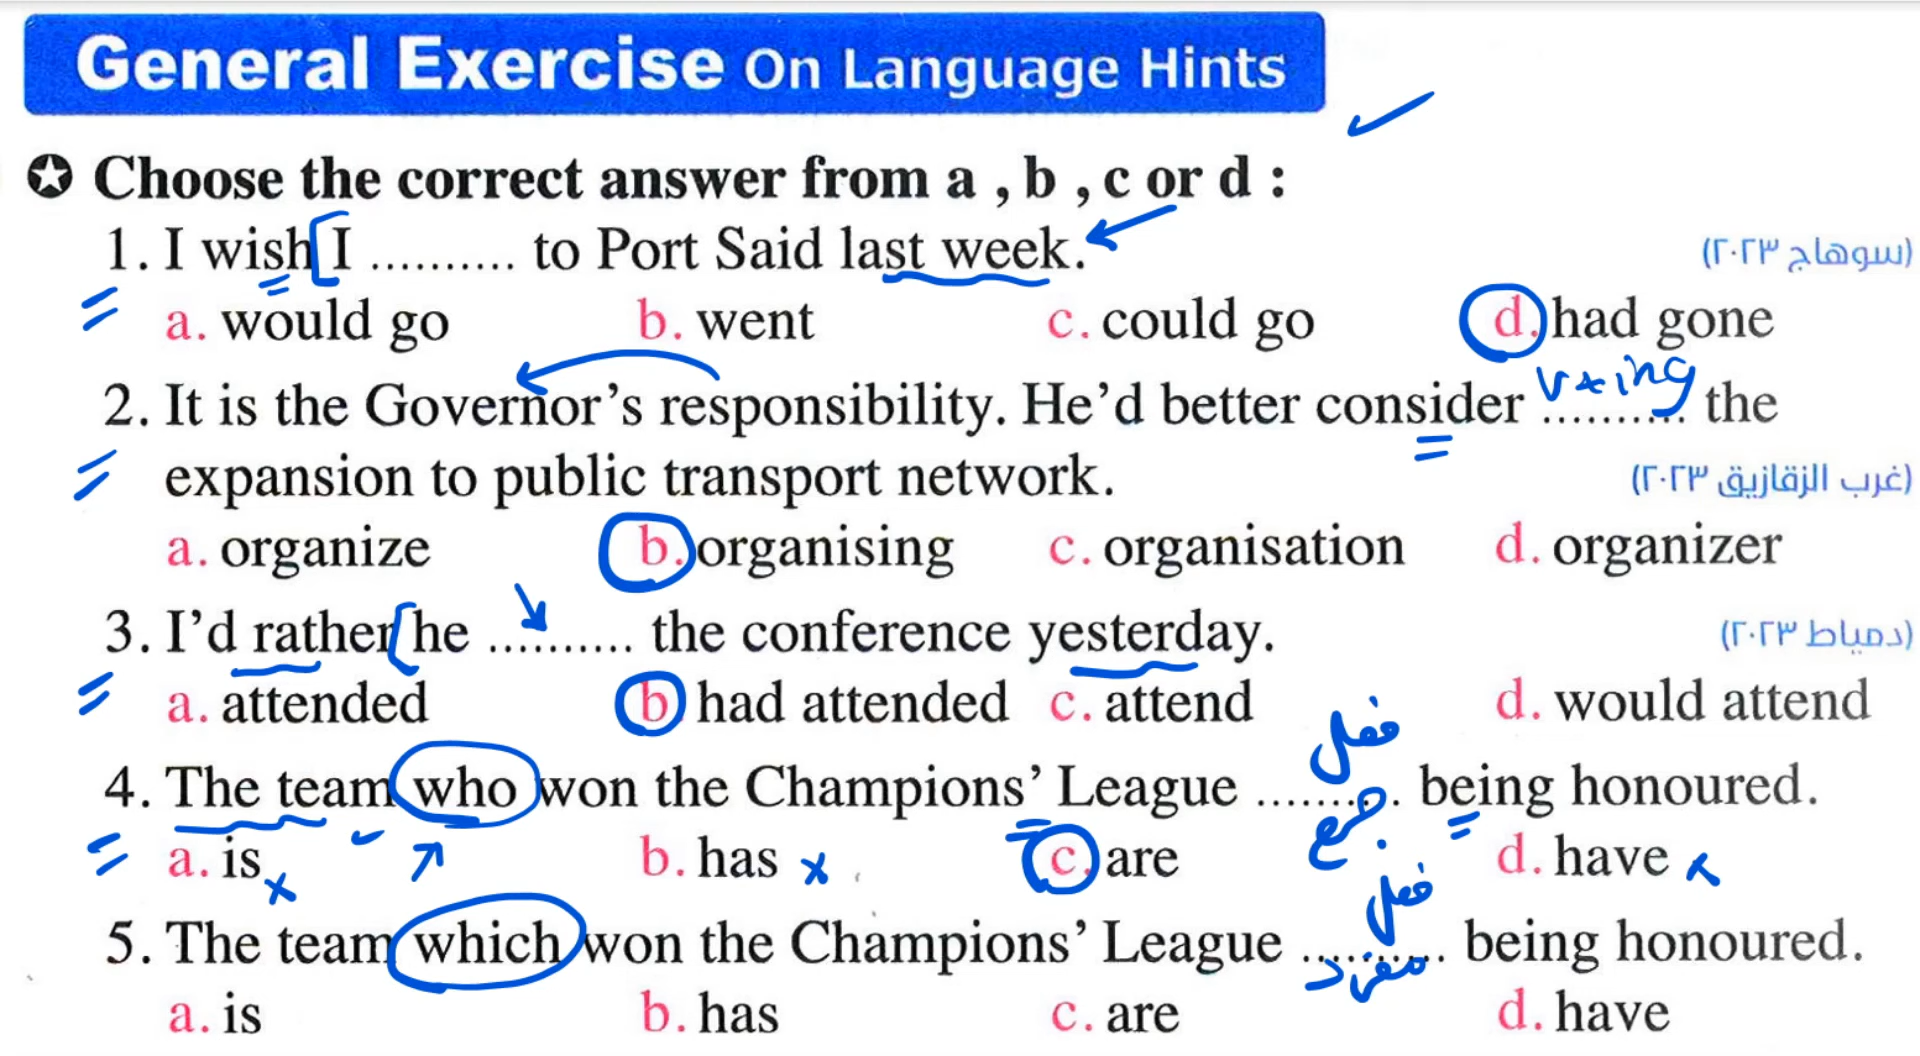 General Exercise On Language Hints
✪ Choose the correct answer from a , b , c or d :
1. I wish [I .......... to Port Said last week. (سوهاج ٢٠٢٣)
a. would go b. went c. could go d. had gone
2. It is the Governor's responsibility. He'd better consider .......... the
v+ing
expansion to public transport network. (غرب الزقازيق ٢٠٢٣)
a. organize b. organising c. organisation d. organizer
3. I'd rather [he .......... the conference yesterday. (دمياط ٢٠٢٣)
a. attended b had attended c. attend d. would attend
فعل
4. The team who won the Champions' League .......... being honoured.
جمع
a. is x b. has x c. are d. have x
فعل
5. The team which won the Champions' League .......... being honoured.
مفرد
a. is b. has c. are d. have